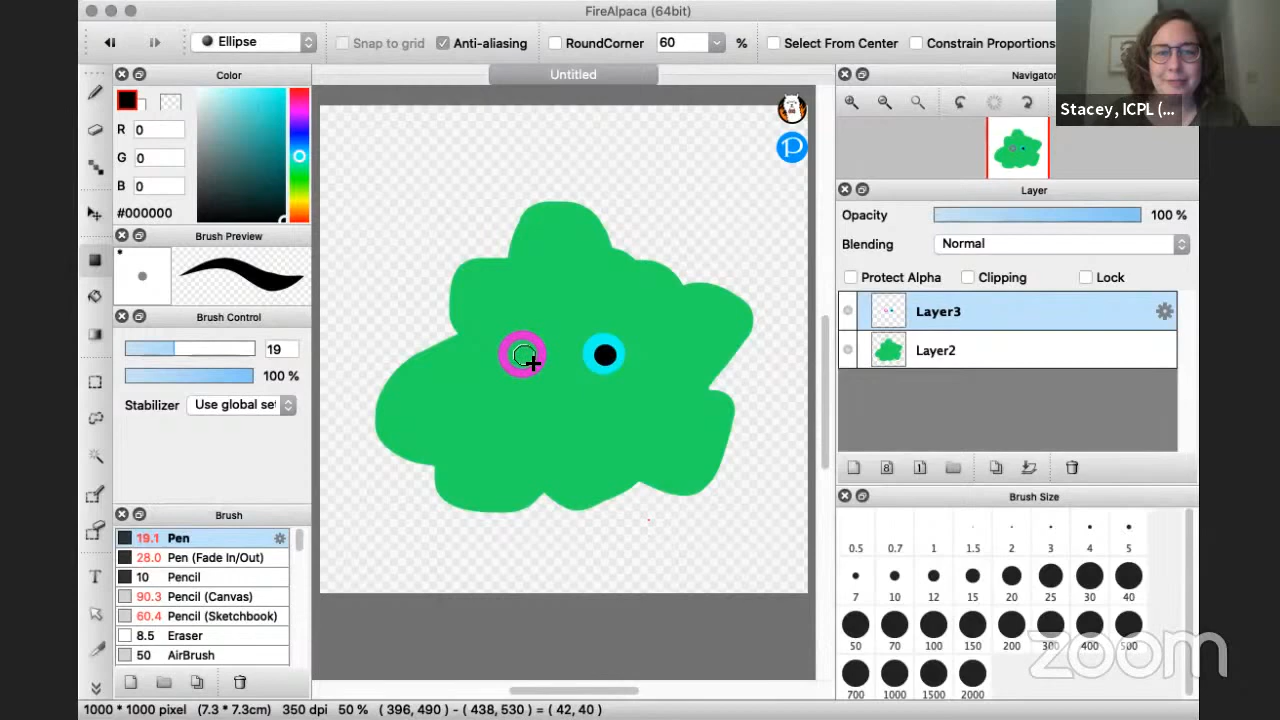 FireAlpaca (64bit)
Ellipse
Snap to grid
Anti-aliasing
RoundCorner
60
%
Select From Center
Constrain Proportions
Stacey, ICPL (...
Color
Untitled
Navigator
R 0
G 0
B 0
#000000
Brush Preview
Brush Control
19
100 %
Stabilizer
Use global se
Brush
19.1 Pen
28.0 Pen (Fade In/Out)
10 Pencil
90.3 Pencil (Canvas)
60.4 Pencil (Sketchbook)
8.5 Eraser
50 AirBrush
P
T
Layer
Opacity
100 %
Blending
Normal
Protect Alpha
Clipping
Lock
Layer3
Layer2
8
1
Brush Size
0.5 0.7 1 1.5 2 3 4 5
7 10 12 15 20 25 30 40
50 70 100 150 200 300 400 500
700 1000 1500 2000
zoom
1000 * 1000 pixel (7.3 * 7.3cm) 350 dpi 50 % ( 396, 490 ) - ( 438, 530 ) = ( 42, 40 )